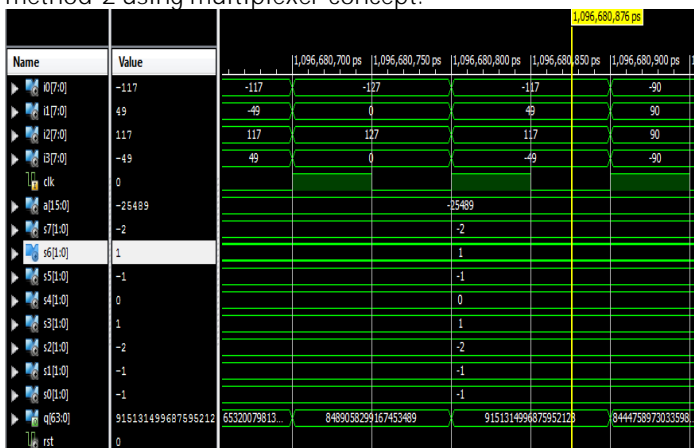 method-2 using multiplexer concept.
1,096,680,876 ps
Name Value 1,096,680,700 ps 1,096,680,750 ps 1,096,680,800 ps 1,096,680,850 ps 1,096,680,900 ps
i0[7:0] -117 -117 -127 -117 -90
i1[7:0] 49 -49 0 49 90
i2[7:0] 117 117 127 117 90
i3[7:0] -49 49 0 -49 -90
clk 0
a[15:0] -25489 -25489
s7[1:0] -2 -2
s6[1:0] 1 1
s5[1:0] -1 -1
s4[1:0] 0 0
s3[1:0] 1 1
s2[1:0] -2 -2
s1[1:0] -1 -1
s0[1:0] -1 -1
q[63:0] 915131499687595212 65320079813... 8489058299167453489 9151314996875952123 8444758973033598
rst 0